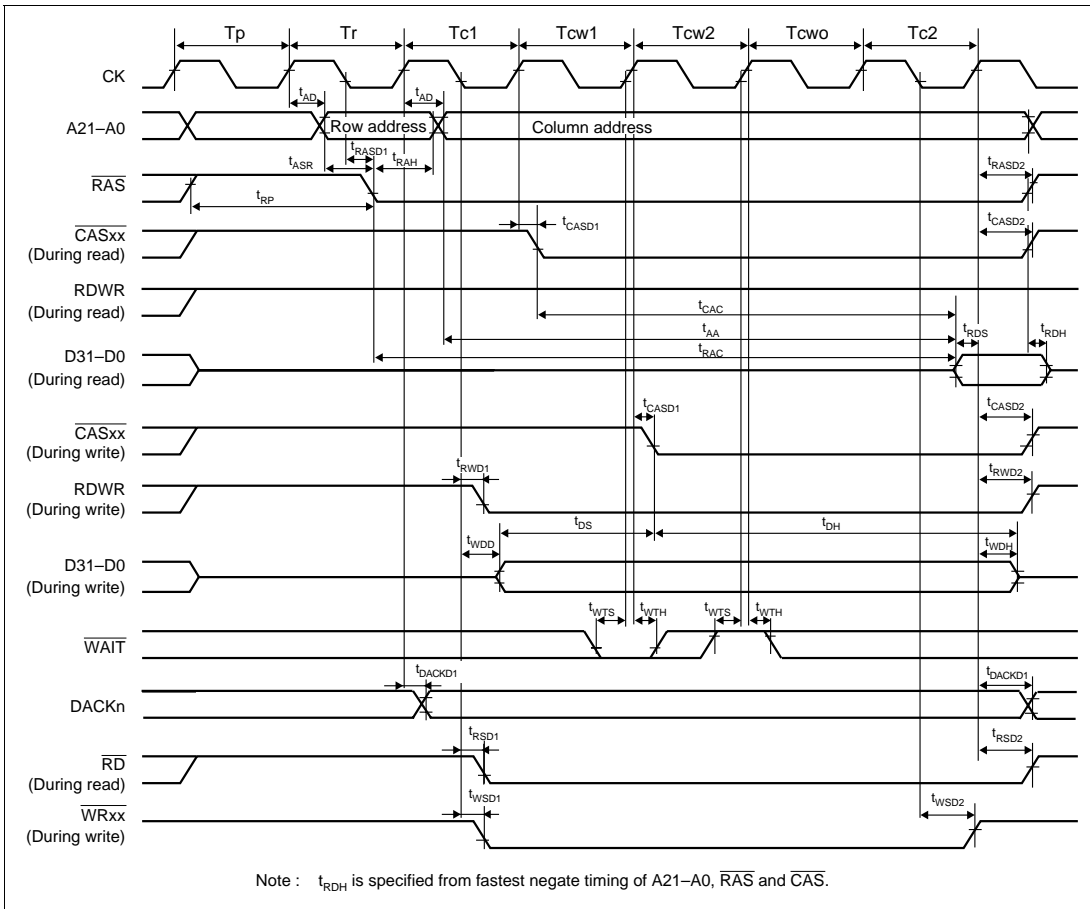 Tp Tr Tc1 Tcw1 Tcw2 Tcwo Tc2
CK
tAD tAD
A21–A0 Row address Column address
tRASD1
tASR tRAH tRASD2
RAS
tRP
tCASD1 tCASD2
CASxx
(During read)
RDWR
(During read)
tCAC
tAA tRDS tRDH
tRAC
D31–D0
(During read)
tCASD1 tCASD2
CASxx
(During write)
tRWD1 tRWD2
RDWR
(During write)
tDS tDH
tWDD tWDH
D31–D0
(During write)
tWTS tWTH tWTS tWTH
WAIT
tDACKD1 tDACKD1
DACKn
tRSD1 tRSD2
RD
(During read)
tWSD1 tWSD2
WRxx
(During write)
Note : tRDH is specified from fastest negate timing of A21–A0, RAS and CAS.